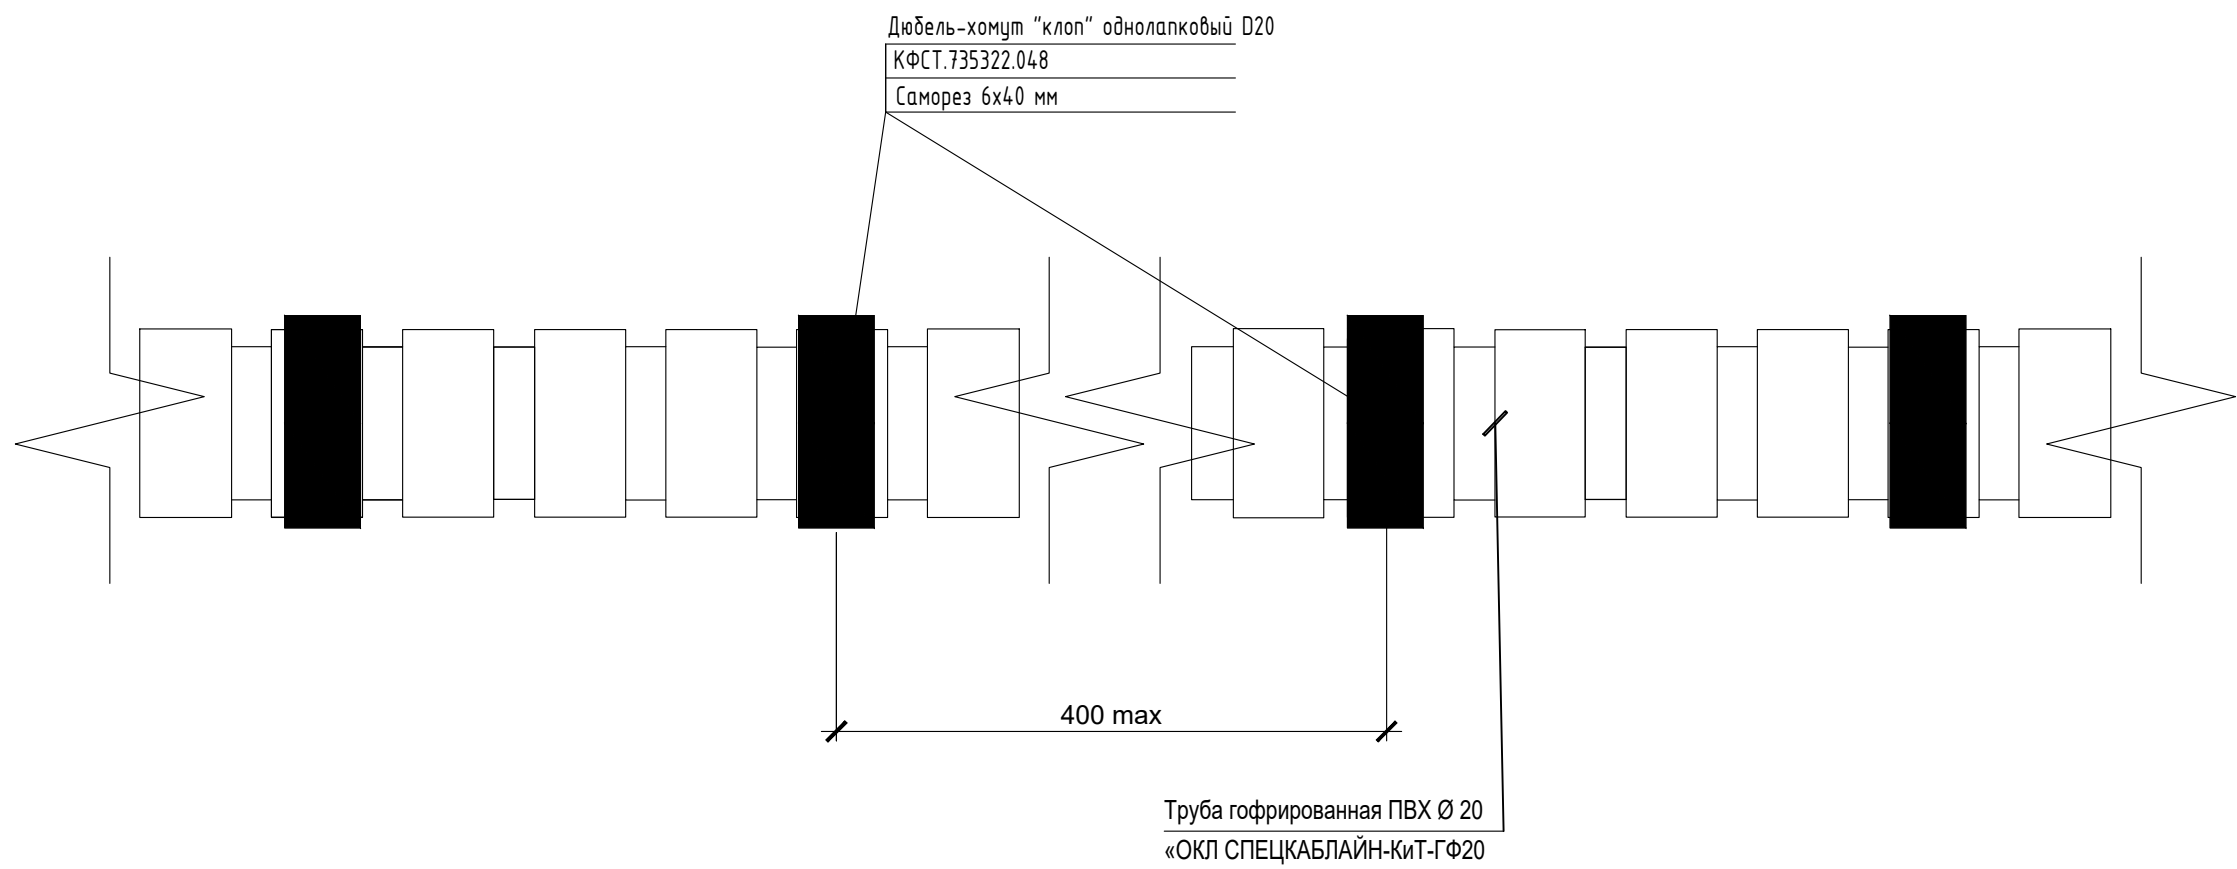 Дюбель-хомут "клоп" однолапковый D20
КФСТ.735322.048
Саморез 6х40 мм
400 max
Труба гофрированная ПВХ Ø 20
«ОКЛ СПЕЦКАБЛАЙН-КиТ-ГФ20